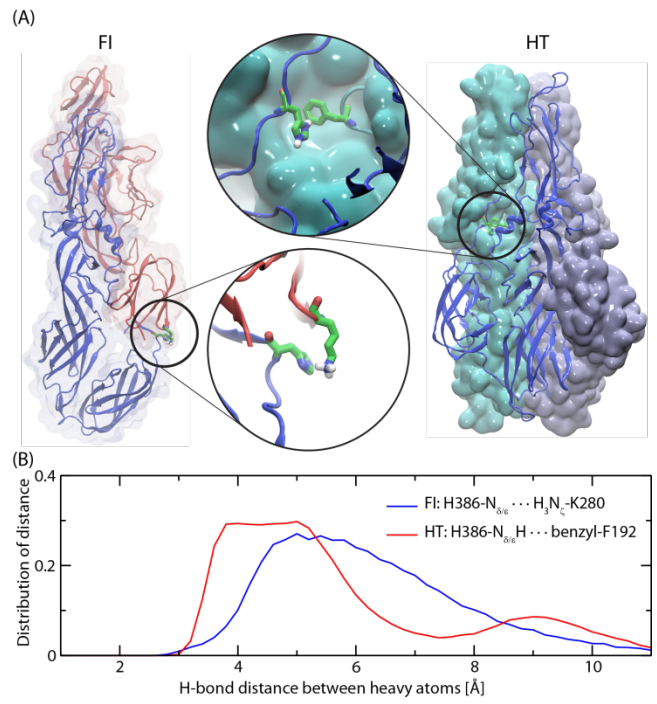 (A)
FI
HT
(B)
0.4
0.2
0
Distribution of distance
FI: H386-Nδ/ε ··· H₃Nζ-K280
HT: H386-Nδ/εH ··· benzyl-F192
2
4
6
8
10
H-bond distance between heavy atoms [Å]